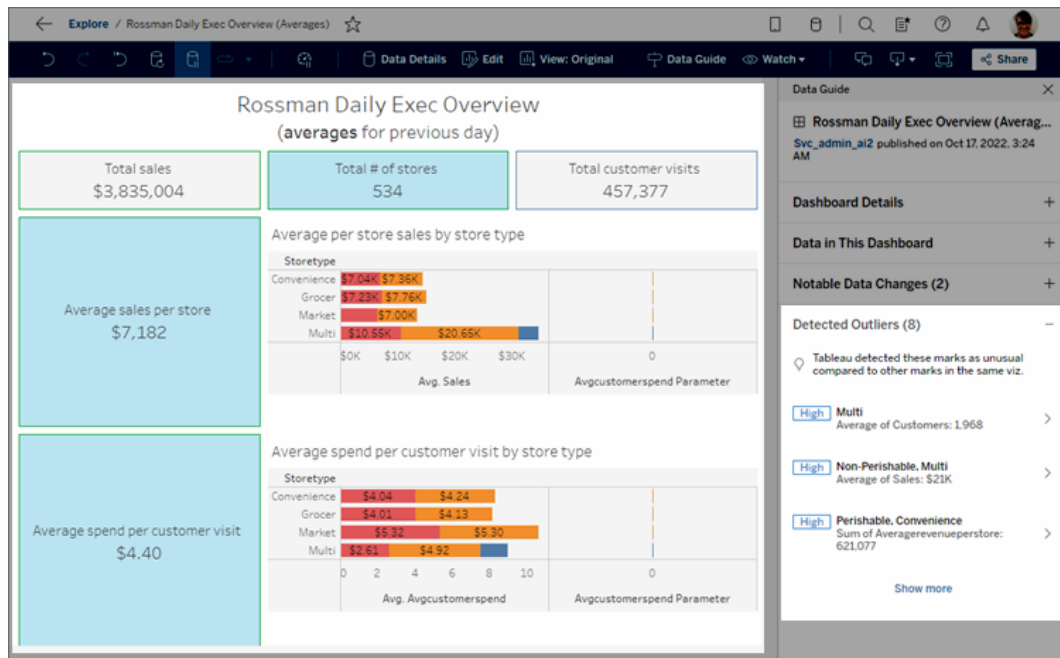 Explore / Rossman Daily Exec Overview (Averages)
Data Details Edit View: Original Data Guide Watch Share
Rossman Daily Exec Overview
(averages for previous day)
Total sales
$3,835,004
Total # of stores
534
Total customer visits
457,377
Average sales per store
$7,182
Average per store sales by store type
Storetype
Convenience $7.04K $7.36K
Grocer $7.23K $7.76K
Market $7.00K
Multi $10.55K $20.65K
$0K $10K $20K $30K 0
Avg. Sales Avgcustomerspend Parameter
Average spend per customer visit
$4.40
Average spend per customer visit by store type
Storetype
Convenience $4.04 $4.24
Grocer $4.01 $4.13
Market $5.32 $5.30
Multi $2.61 $4.92
0 2 4 6 8 10 0
Avg. Avgcustomerspend Avgcustomerspend Parameter
Data Guide
Rossman Daily Exec Overview (Averag...
Svc_admin_ai2 published on Oct 17, 2022, 3:24
AM
Dashboard Details
Data in This Dashboard
Notable Data Changes (2)
Detected Outliers (8)
Tableau detected these marks as unusual
compared to other marks in the same viz.
High Multi
Average of Customers: 1,968
High Non-Perishable, Multi
Average of Sales: $21K
High Perishable, Convenience
Sum of Averagerevenueperstore:
621,077
Show more